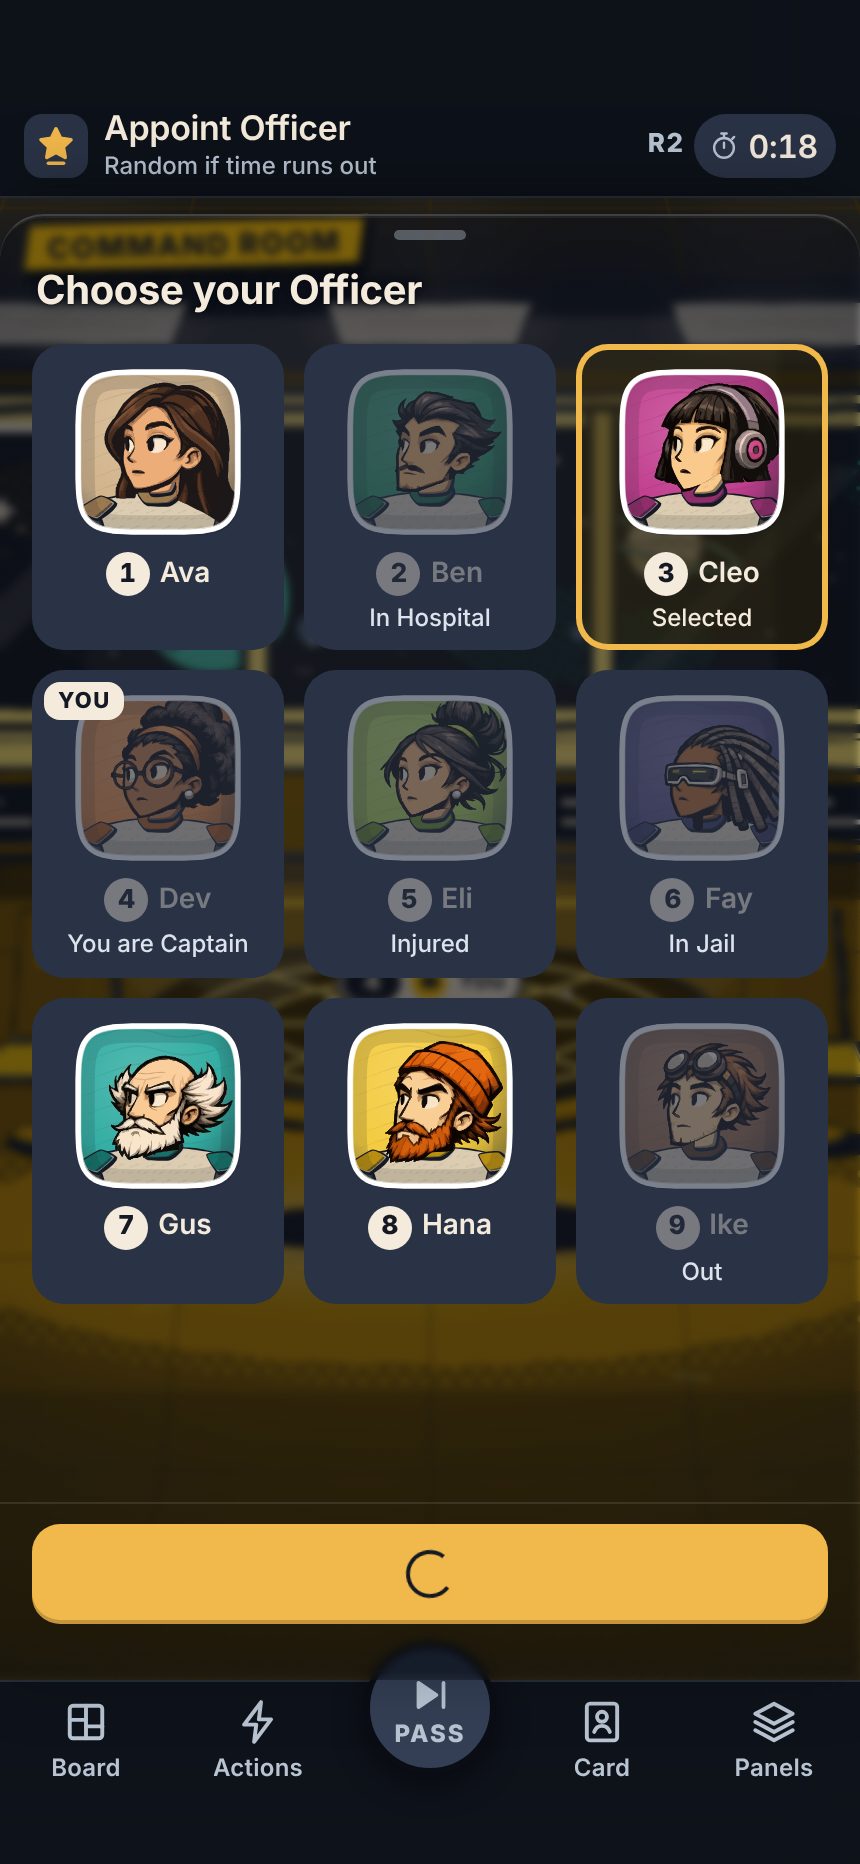 Appoint Officer
Random if time runs out
R2
0:18
COMMAND ROOM
Choose your Officer
1 Ava
2 Ben
In Hospital
3 Cleo
Selected
YOU
4 Dev
You are Captain
5 Eli
Injured
6 Fay
In Jail
7 Gus
8 Hana
9 Ike
Out
PASS
Board
Actions
Card
Panels